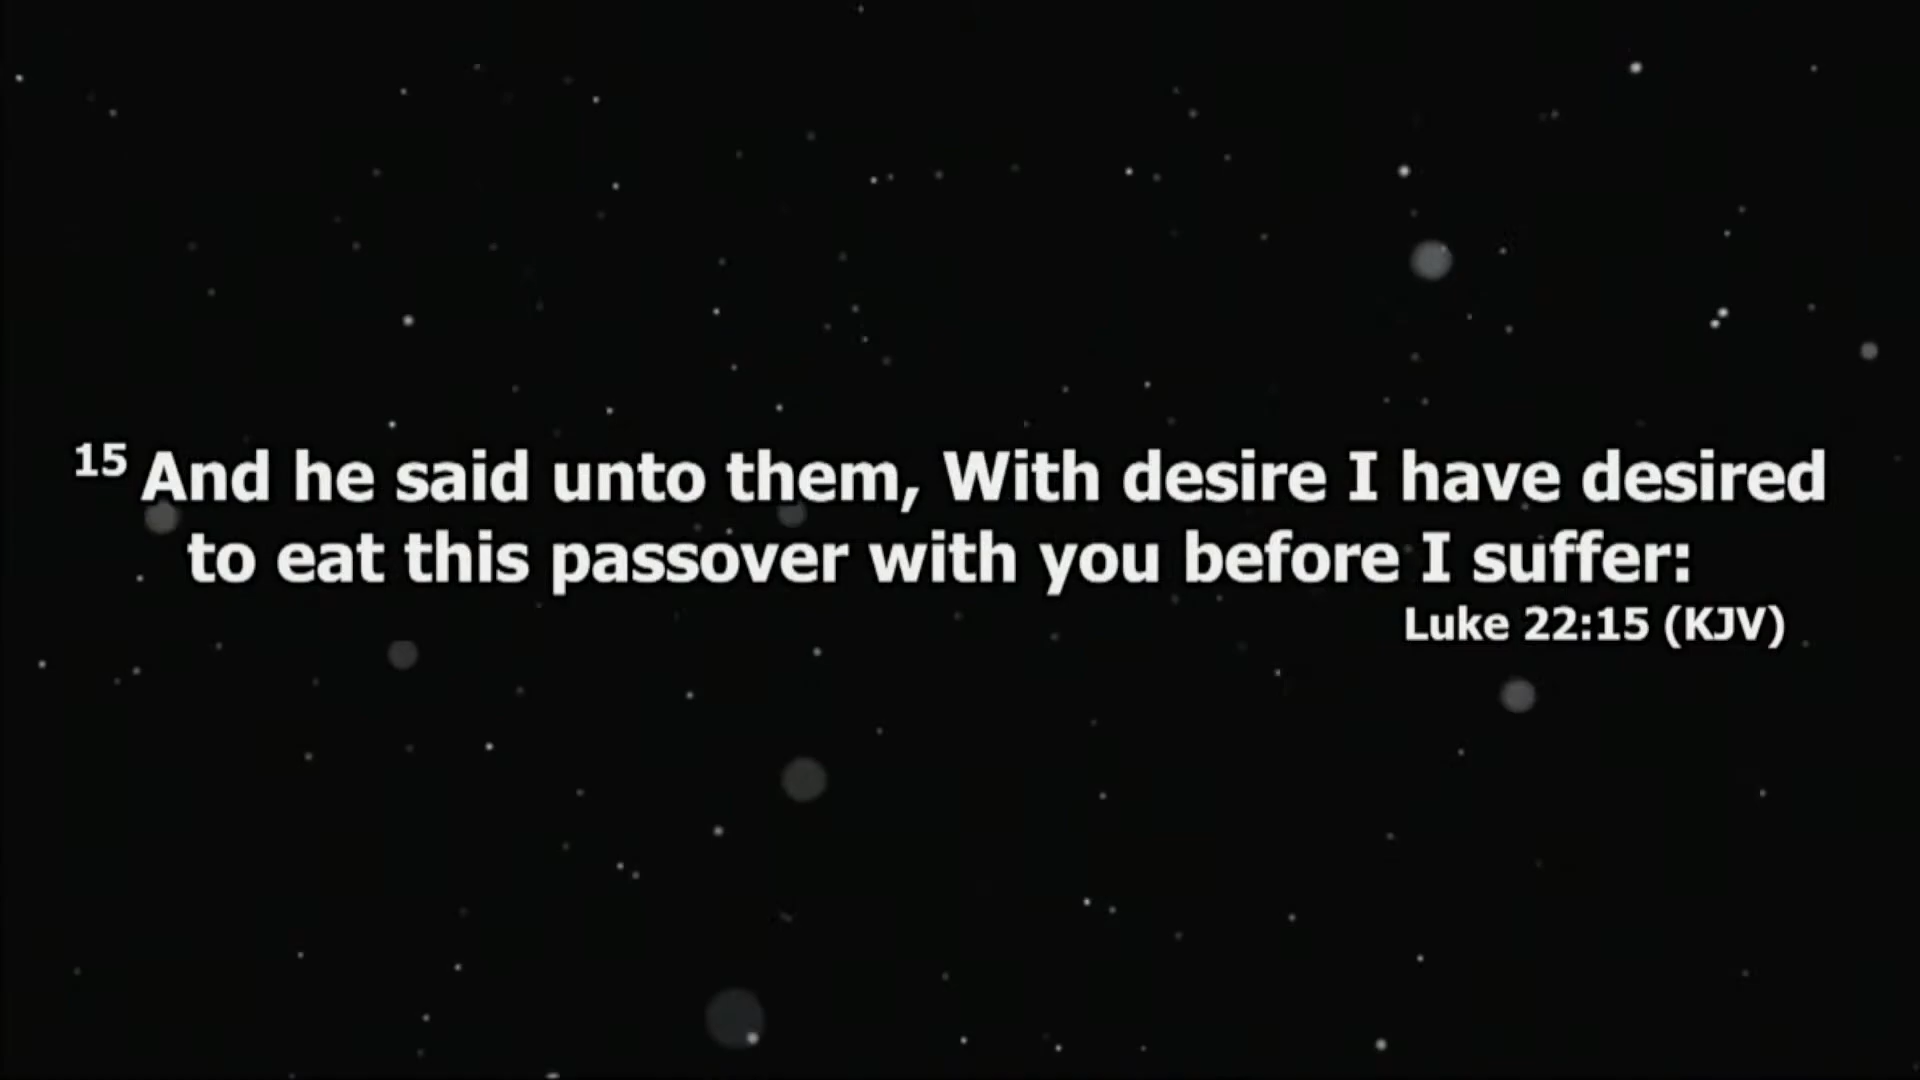 15 And he said unto them, With desire I have desired
to eat this passover with you before I suffer:
Luke 22:15 (KJV)